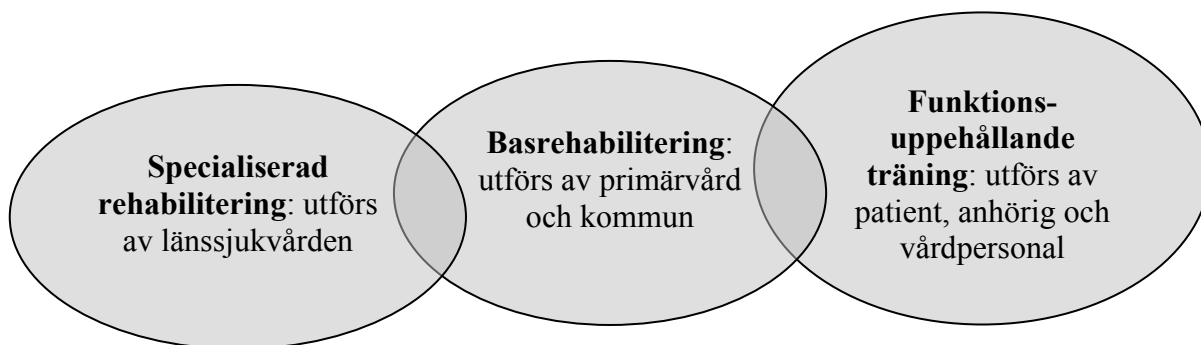 Specialiserad
rehabilitering: utförs
av länssjukvården
Basrehabilitering:
utförs av primärvård
och kommun
Funktions-
uppehållande
träning: utförs av
patient, anhörig och
vårdpersonal